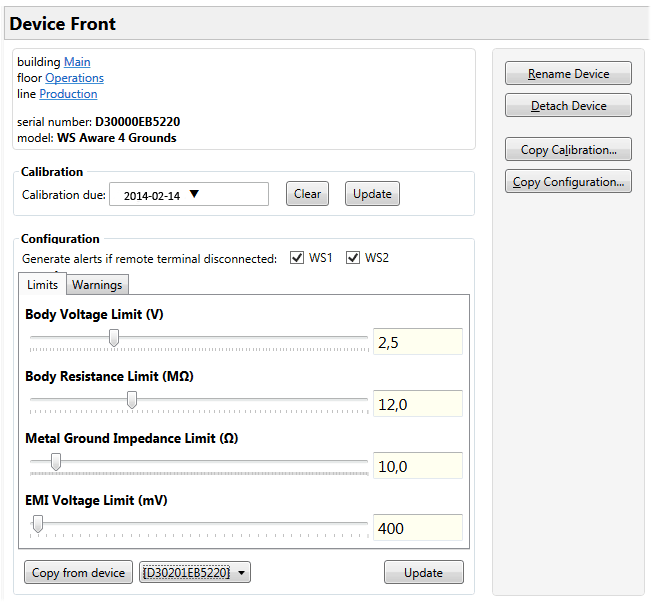 Device Front
building Main
floor Operations
line Production
serial number: D30000EB5220
model: WS Aware 4 Grounds
Rename Device
Detach Device
Copy Calibration...
Copy Configuration...
Calibration
Calibration due: 2014-02-14 Clear Update
Configuration
Generate alerts if remote terminal disconnected: WS1 WS2
Limits Warnings
Body Voltage Limit (V)
2,5
Body Resistance Limit (MΩ)
12,0
Metal Ground Impedance Limit (Ω)
10,0
EMI Voltage Limit (mV)
400
Copy from device [D30201EB5220] Update